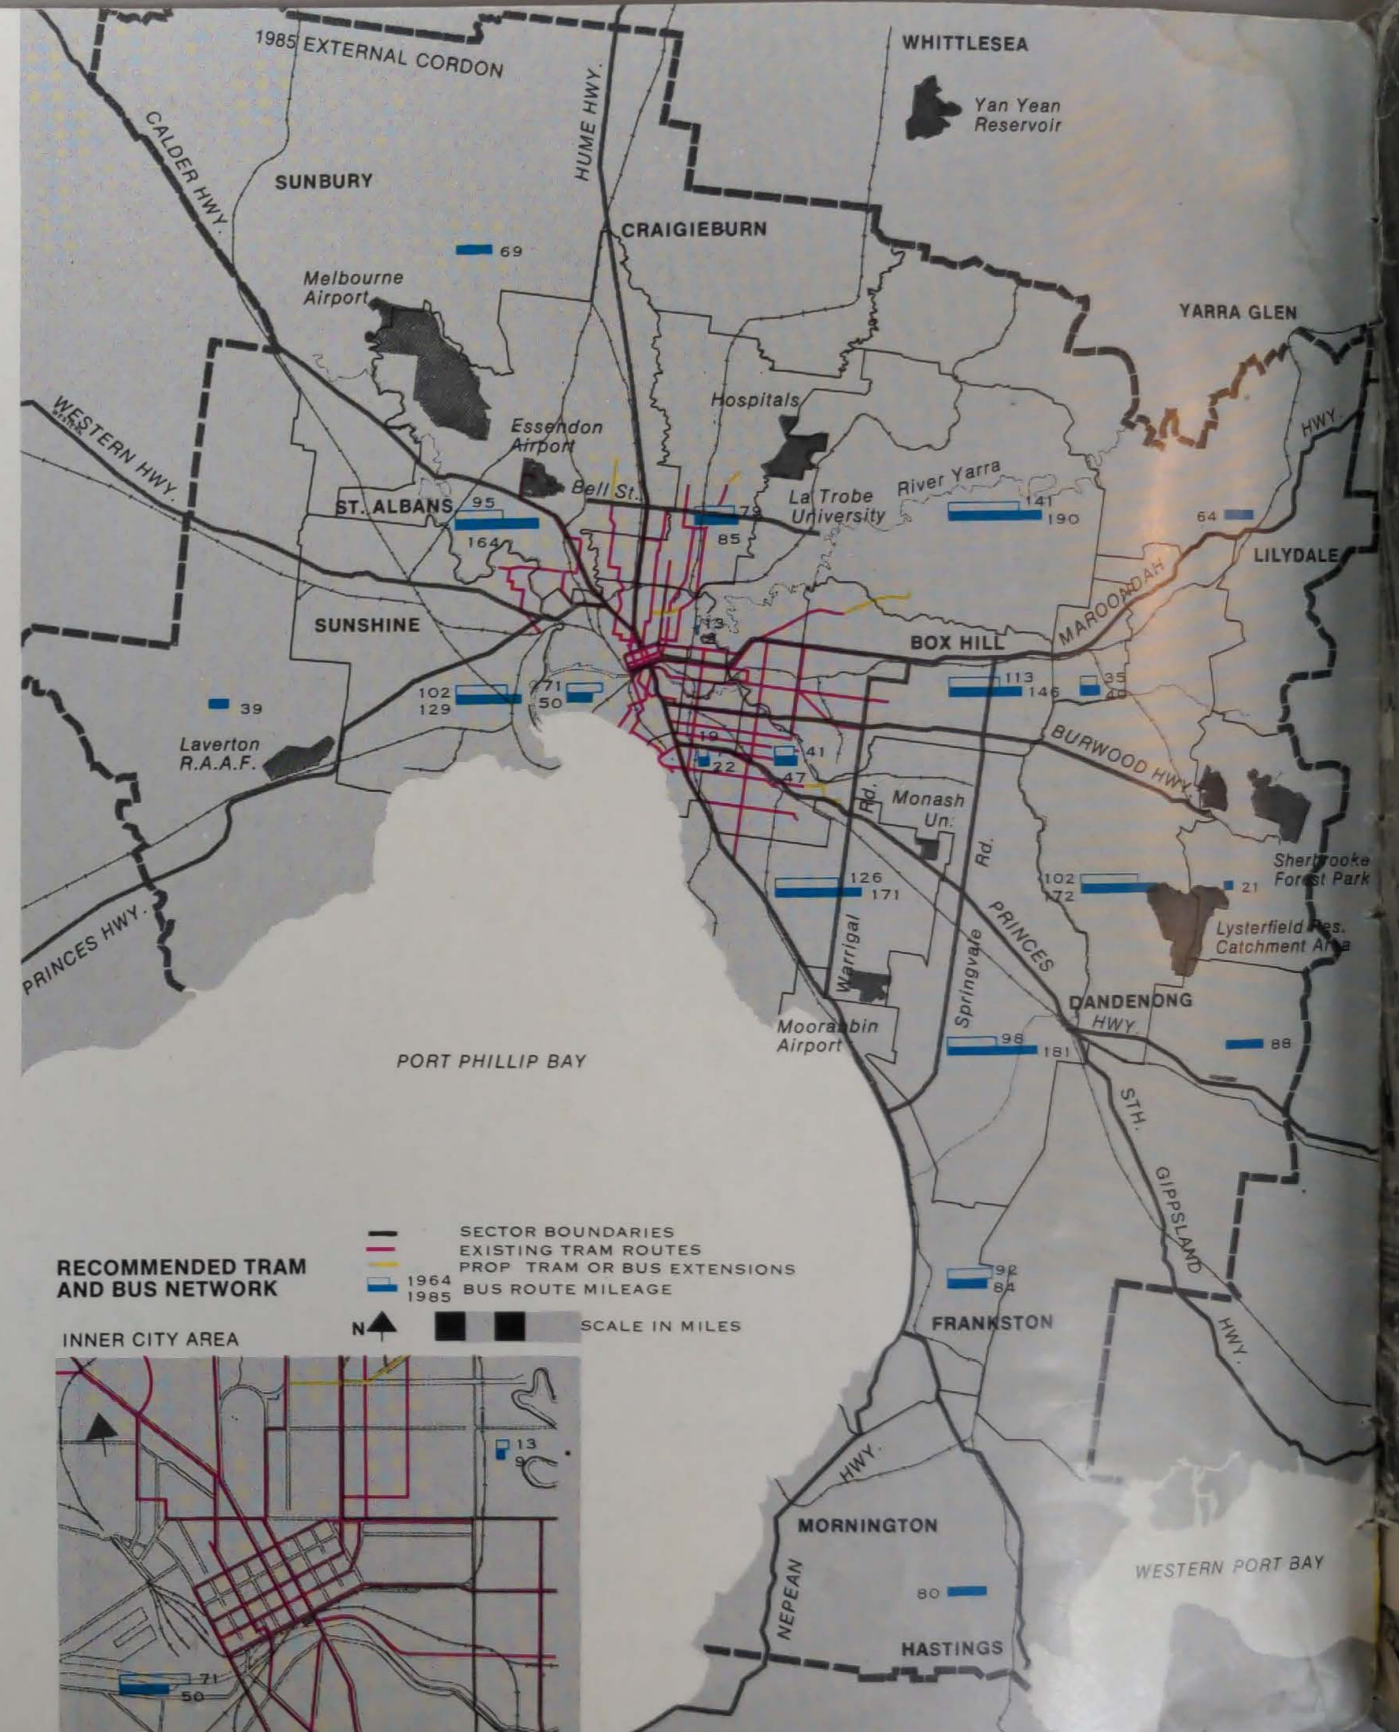 1985 EXTERNAL CORDON
WHITTLESEA
Yan Yean
Reservoir
CALDER HWY.
HUME HWY.
SUNBURY
CRAIGIEBURN
69
Melbourne
Airport
YARRA GLEN
Hospitals
WESTERN HWY.
HWY.
Essendon
Airport
Bell St.
River Yarra
La Trobe
University
ST. ALBANS
95
164
79
85
141
190
64
LILYDALE
MAROONDAH
SUNSHINE
13
BOX HILL
102
129
71
50
113
146
35
39
Laverton
R.A.A.F.
19
22
41
47
BURWOOD HWY.
Rd.
Monash
Un.
Rd.
Sherbrooke
Forest Park
126
171
102
172
21
PRINCES HWY.
Warrigal
Springvale
PRINCES
Lysterfield Res.
Catchment Area
DANDENONG
HWY.
Moorabbin
Airport
PORT PHILLIP BAY
98
181
88
STH.
GIPPSLAND
HWY.
92
84
FRANKSTON
RECOMMENDED TRAM
AND BUS NETWORK
SECTOR BOUNDARIES
EXISTING TRAM ROUTES
PROP TRAM OR BUS EXTENSIONS
1964
1985
BUS ROUTE MILEAGE
N
SCALE IN MILES
INNER CITY AREA
13
9
71
50
HWY.
MORNINGTON
NEPEAN
80
HASTINGS
WESTERN PORT BAY